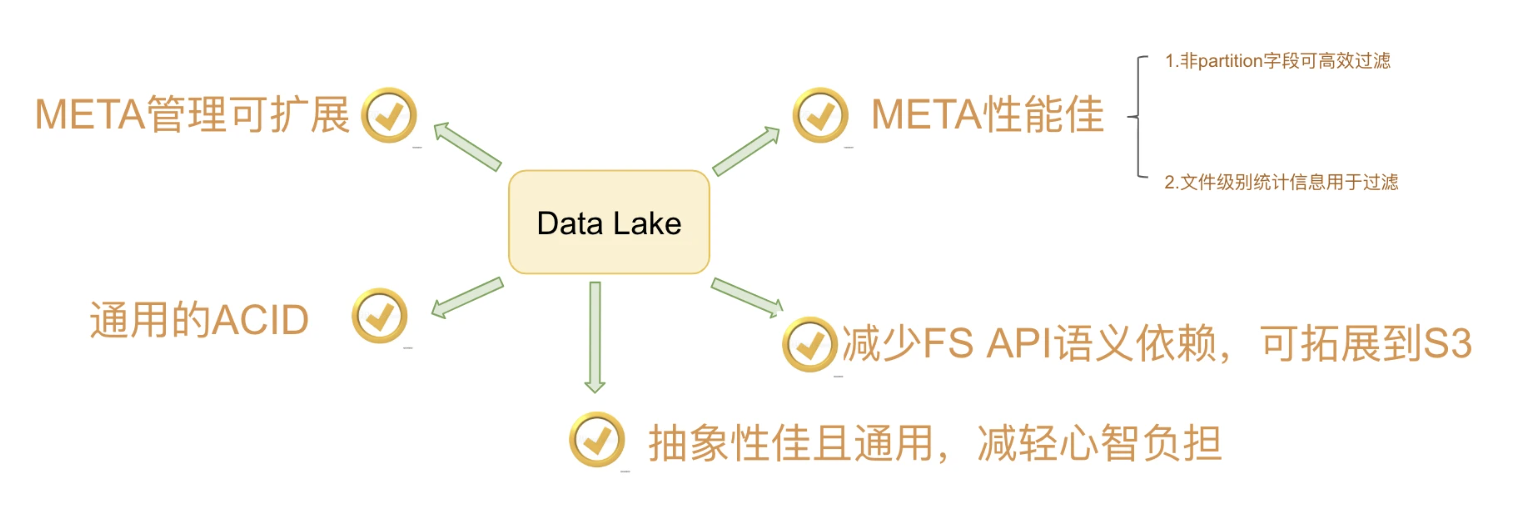 META管理可扩展
META性能佳
1.非partition字段可高效过滤
2.文件级别统计信息用于过滤
Data Lake
通用的ACID
减少FS API语义依赖，可拓展到S3
抽象性佳且通用，减轻心智负担